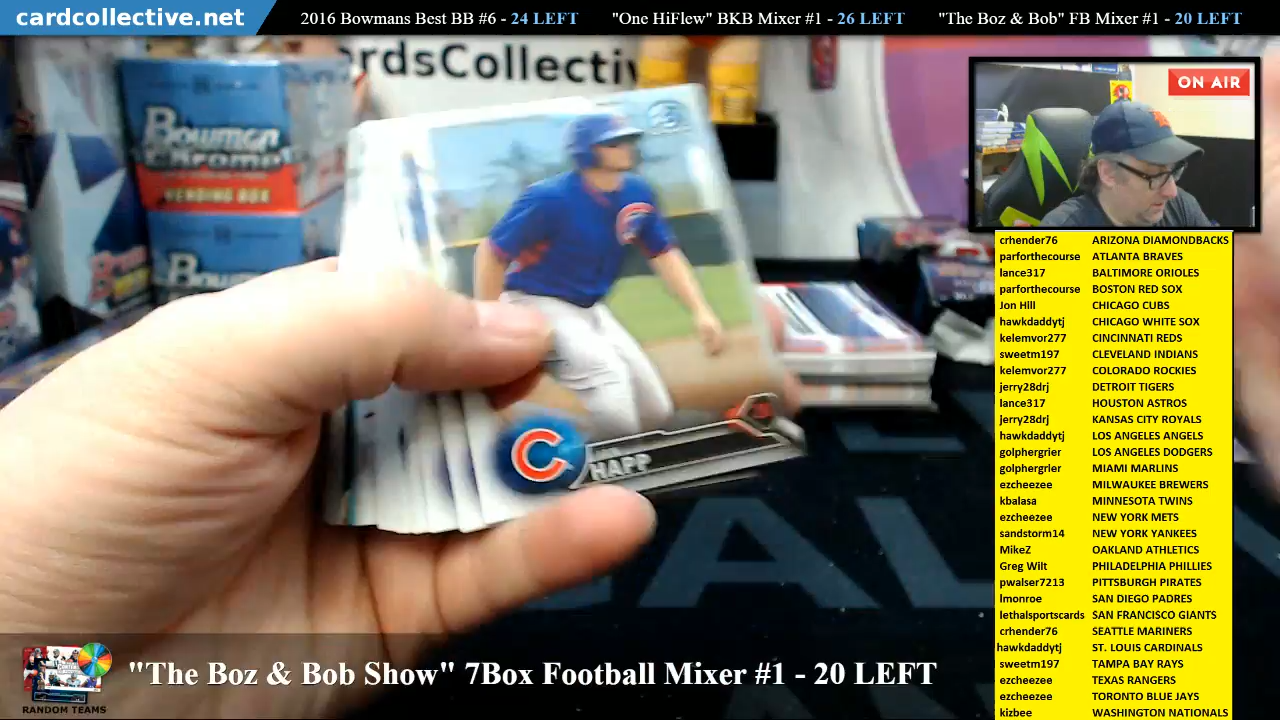 cardcollective.net
2016 Bowmans Best BB #6 - 24 LEFT "One HiFlew" BKB Mixer #1 - 26 LEFT "The Boz & Bob" FB Mixer #1 - 20 LEFT
ardsCollectiv
ON AIR
Bowman
Chrome
VENDING BOX
Bow
C
HAPP
crhender76 ARIZONA DIAMONDBACKS
parforthecourse ATLANTA BRAVES
lance317 BALTIMORE ORIOLES
parforthecourse BOSTON RED SOX
Jon Hill CHICAGO CUBS
hawkdaddytj CHICAGO WHITE SOX
kelemvor277 CINCINNATI REDS
sweetm197 CLEVELAND INDIANS
kelemvor277 COLORADO ROCKIES
jerry28drj DETROIT TIGERS
lance317 HOUSTON ASTROS
jerry28drj KANSAS CITY ROYALS
hawkdaddytj LOS ANGELES ANGELS
golphergrier LOS ANGELES DODGERS
golphergrier MIAMI MARLINS
ezcheezee MILWAUKEE BREWERS
kbalasa MINNESOTA TWINS
ezcheezee NEW YORK METS
sandstorm14 NEW YORK YANKEES
MikeZ OAKLAND ATHLETICS
Greg Wilt PHILADELPHIA PHILLIES
pwalser7213 PITTSBURGH PIRATES
lmonroe SAN DIEGO PADRES
lethalsportscards SAN FRANCISCO GIANTS
crhender76 SEATTLE MARINERS
hawkdaddytj ST. LOUIS CARDINALS
sweetm197 TAMPA BAY RAYS
ezcheezee TEXAS RANGERS
ezcheezee TORONTO BLUE JAYS
kizbee WASHINGTON NATIONALS
"The Boz & Bob Show" 7Box Football Mixer #1 - 20 LEFT
RANDOM TEAMS